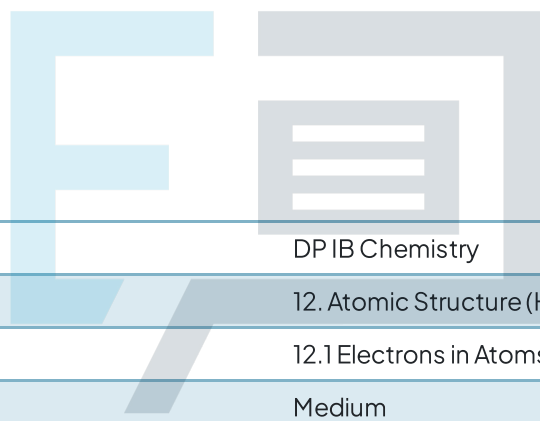 DP IB Chemistry
12. Atomic Structure (
12.1 Electrons in Atoms
Medium